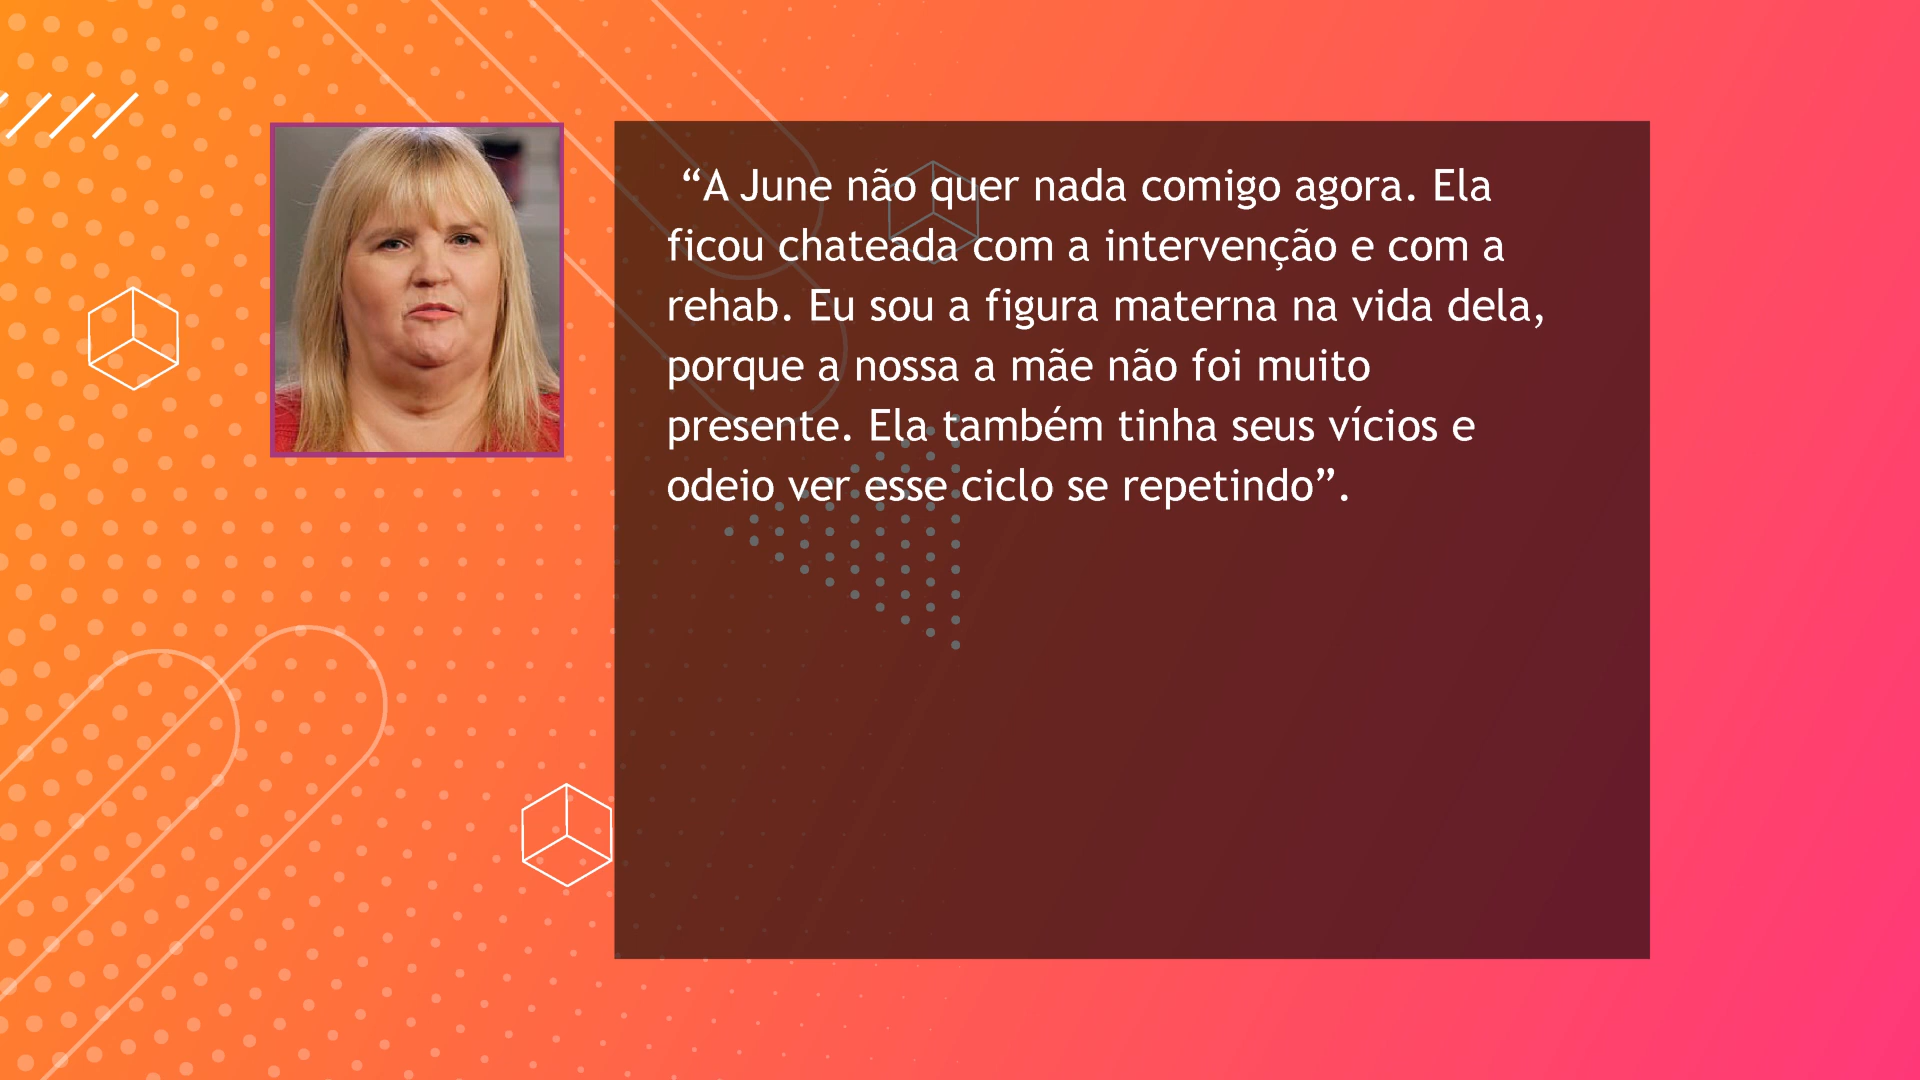 “A June não quer nada comigo agora. Ela
ficou chateada com a intervenção e com a
rehab. Eu sou a figura materna na vida dela,
porque a nossa a mãe não foi muito
presente. Ela também tinha seus vícios e
odeio ver esse ciclo se repetindo”.